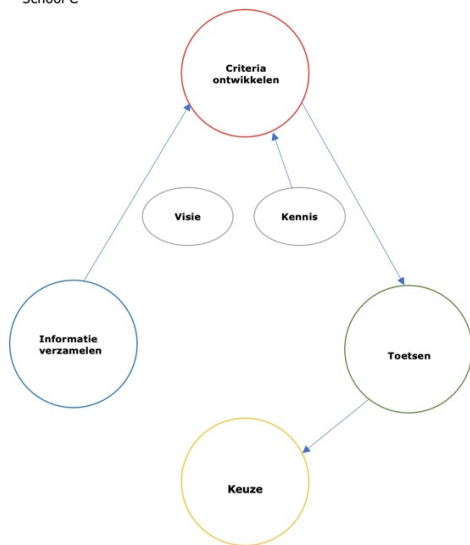 School C
Criteria
ontwikkelen
Visie
Kennis
Informatie
verzamelen
Toetsen
Keuze